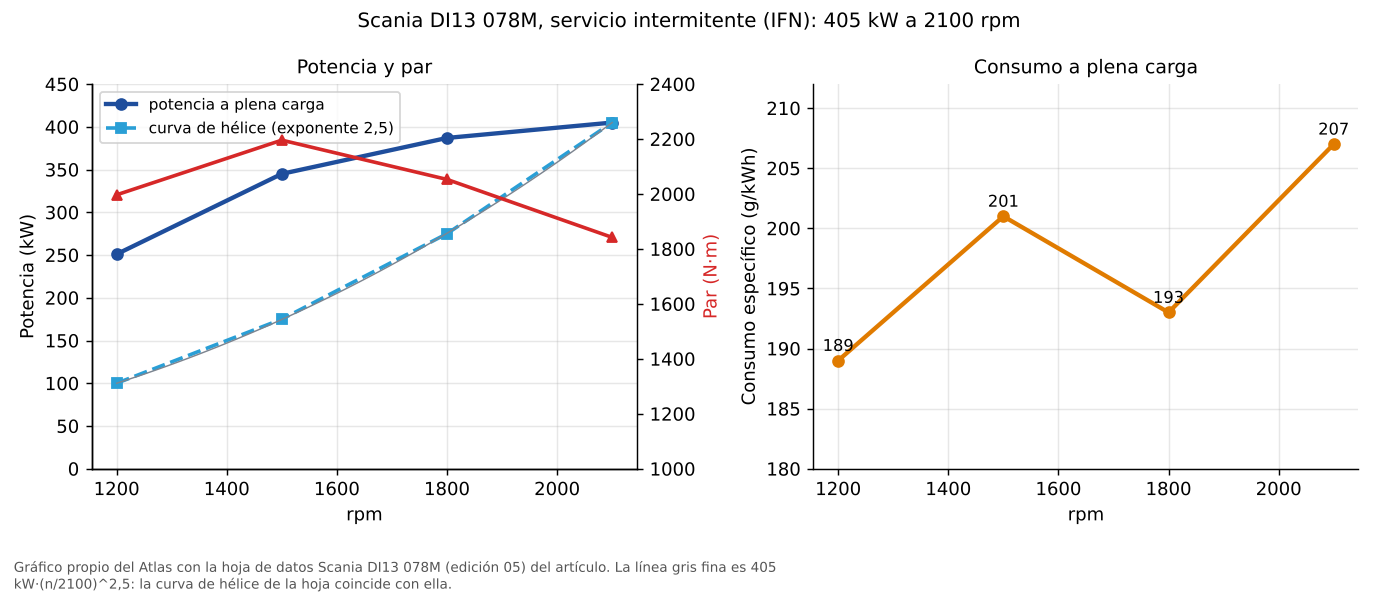 Scania DI13 078M, servicio intermitente (IFN): 405 kW a 2100 rpm
Potencia y par
potencia a plena carga
curva de hélice (exponente 2,5)
Potencia (kW)
450
400
350
300
250
200
150
100
50
0
2400
2200
2000
1800
1600
1400
1200
1000
Par (N·m)
1200 1400 1600 1800 2000
rpm
Consumo a plena carga
Consumo específico (g/kWh)
210
205
200
195
190
185
180
189
201
193
207
1200 1400 1600 1800 2000
rpm
Gráfico propio del Atlas con la hoja de datos Scania DI13 078M (edición 05) del artículo. La línea gris fina es 405
kW·(n/2100)^2,5: la curva de hélice de la hoja coincide con ella.